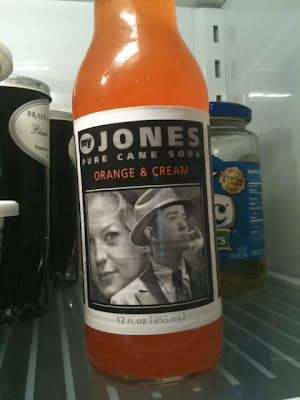 my JONES
PURE CANE SODA
ORANGE & CREAM
12 FL OZ (355 mL)